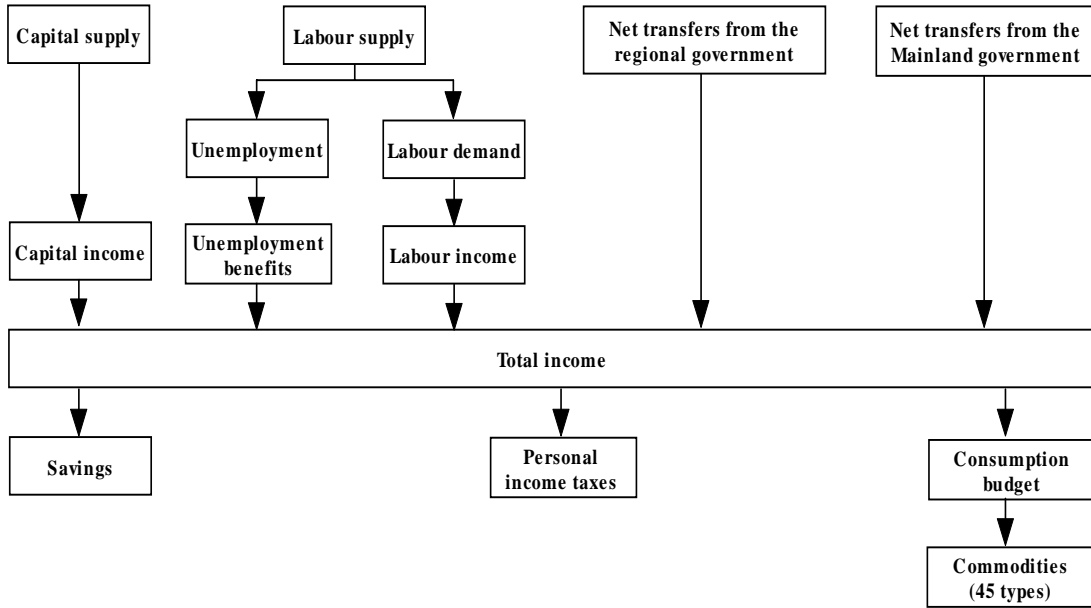 Capital supply
Labour supply
Net transfers from the
regional government
Net transfers from the
Mainland government
Unemployment
Labour demand
Capital income
Unemployment
benefits
Labour income
Total income
Savings
Personal
income taxes
Consumption
budget
Commodities
(45 types)